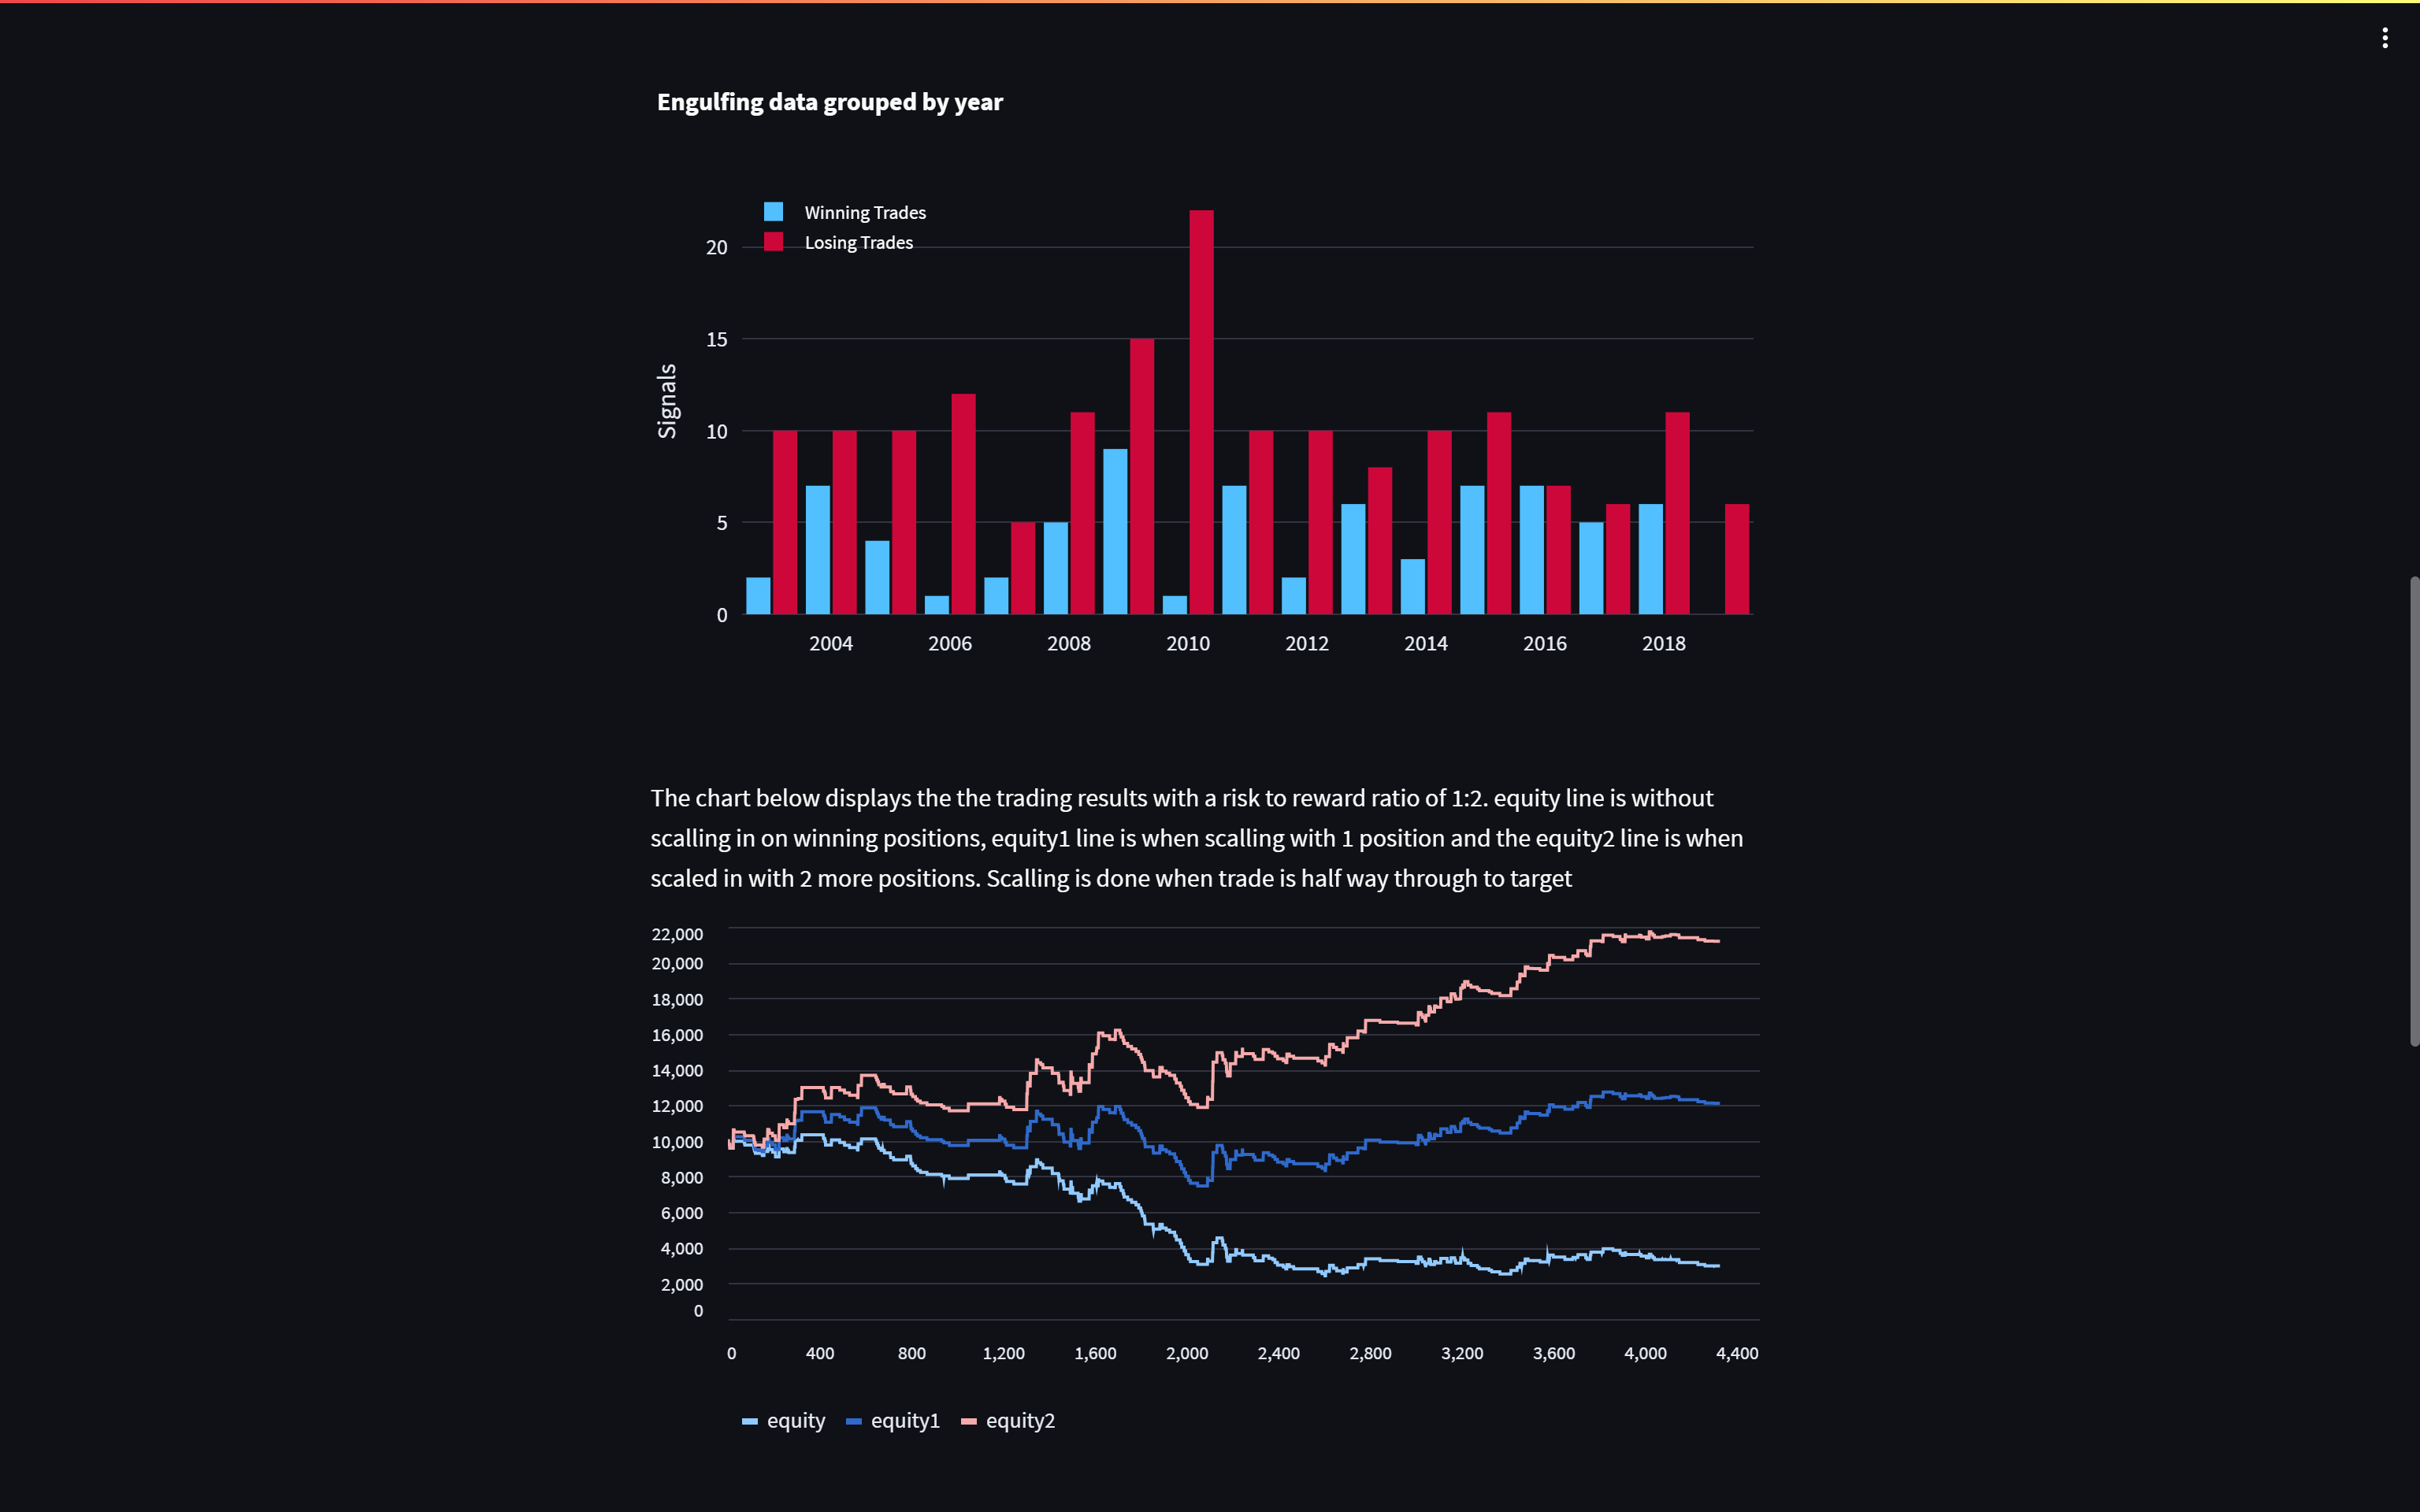 Engulfing data grouped by year
Winning Trades
Losing Trades
Signals
20
15
10
5
0
2004 2006 2008 2010 2012 2014 2016 2018
The chart below displays the the trading results with a risk to reward ratio of 1:2. equity line is without
scalling in on winning positions, equity1 line is when scalling with 1 position and the equity2 line is when
scaled in with 2 more positions. Scalling is done when trade is half way through to target
22,000
20,000
18,000
16,000
14,000
12,000
10,000
8,000
6,000
4,000
2,000
0
0 400 800 1,200 1,600 2,000 2,400 2,800 3,200 3,600 4,000 4,400
equity equity1 equity2